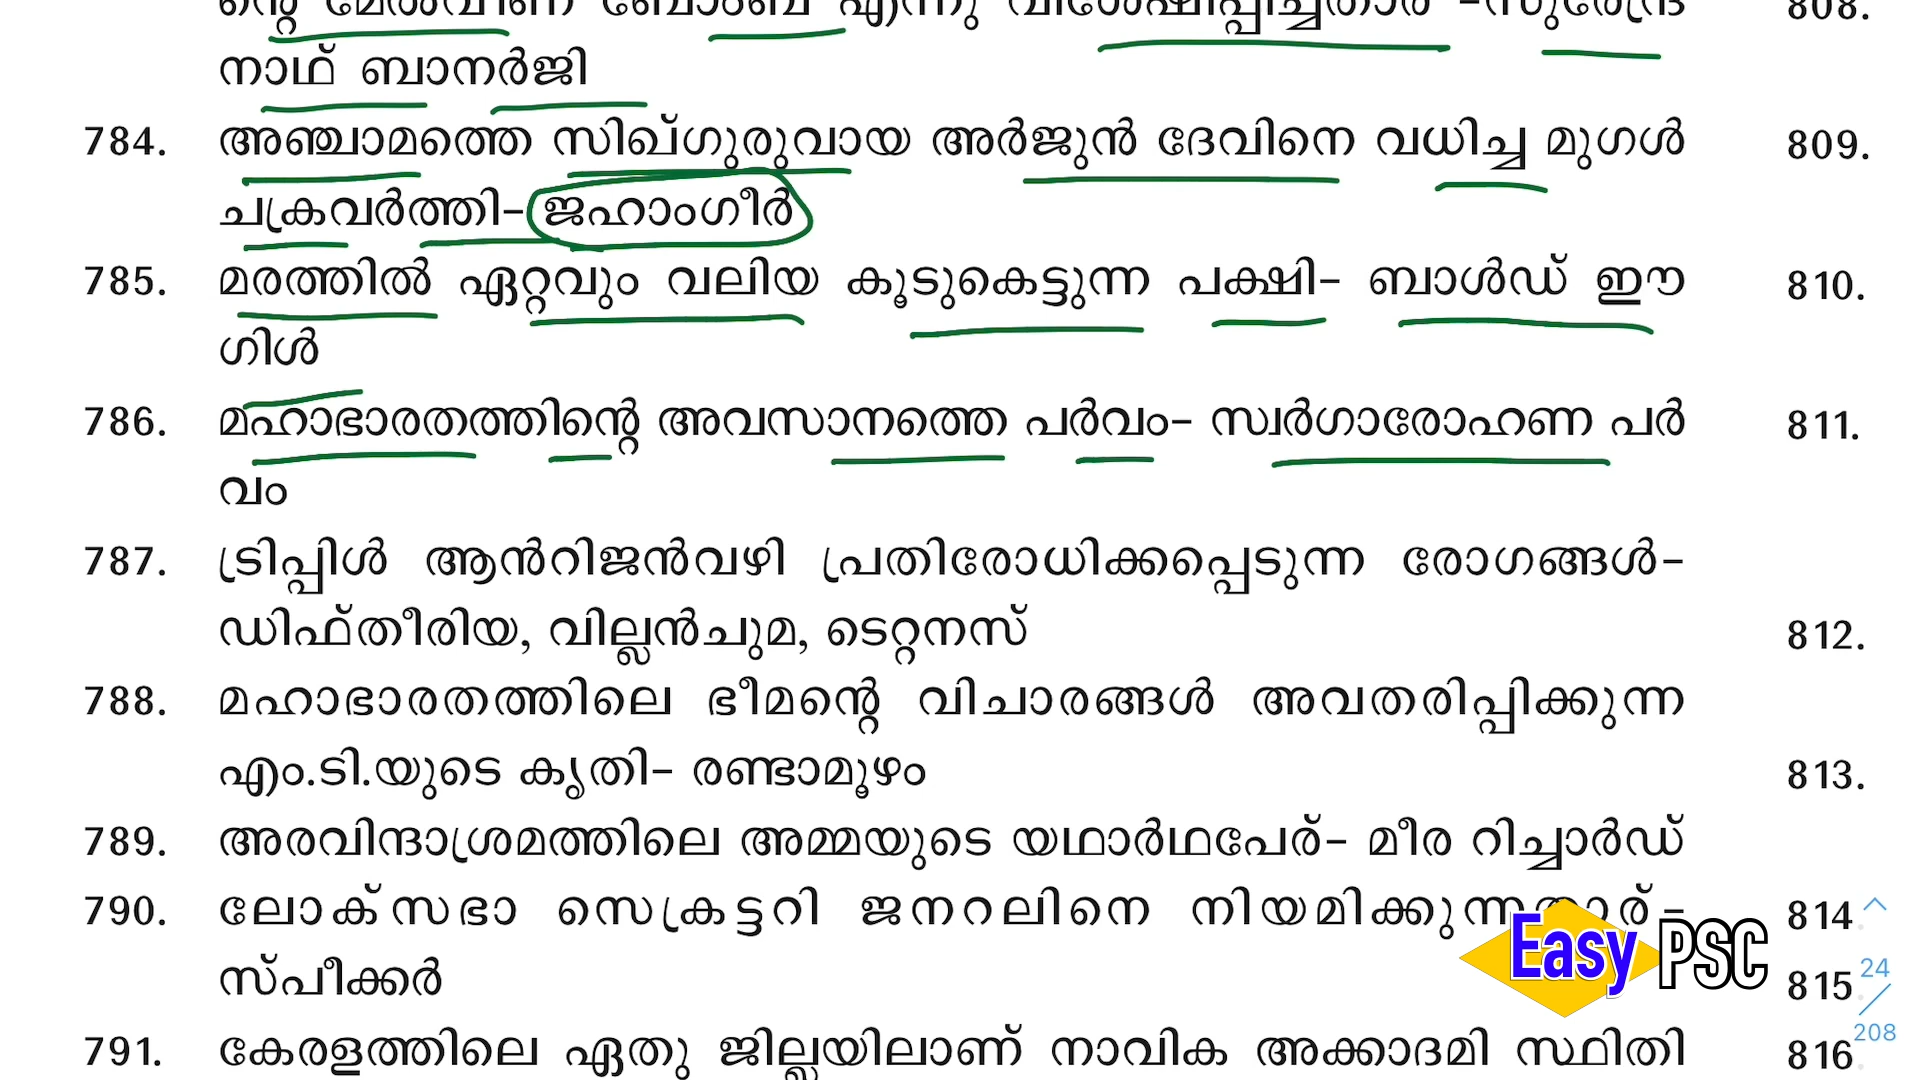 ന്റെ മേൽവീണ ബോംബ് എന്നു വിശേഷിപ്പിച്ചതാര് -സുരേന്ദ്ര
നാഥ് ബാനർജി
784. അഞ്ചാമത്തെ സിഖ്ഗുരുവായ അർജുൻ ദേവിനെ വധിച്ച മുഗൾ
ചക്രവർത്തി- ജഹാംഗീർ
785. മരത്തിൽ ഏറ്റവും വലിയ കൂടുകെട്ടുന്ന പക്ഷി- ബാൾഡ് ഈ
ഗിൾ
786. മഹാഭാരതത്തിന്റെ അവസാനത്തെ പർവം- സ്വർഗാരോഹണ പർ
വം
787. ട്രിപ്പിൾ ആൻറിജൻവഴി പ്രതിരോധിക്കപ്പെടുന്ന രോഗങ്ങൾ-
ഡിഫ്തീരിയ, വില്ലൻചുമ, ടെറ്റനസ്
788. മഹാഭാരതത്തിലെ ഭീമന്റെ വിചാരങ്ങൾ അവതരിപ്പിക്കുന്ന
എം.ടി.യുടെ കൃതി- രണ്ടാമൂഴം
789. അരവിന്ദാശ്രമത്തിലെ അമ്മയുടെ യഥാർഥപേര്- മീര റിച്ചാർഡ്
790. ലോക്സഭാ സെക്രട്ടറി ജനറലിനെ നിയമിക്കുന്നതാര്-
സ്പീക്കർ
791. കേരളത്തിലെ ഏതു ജില്ലയിലാണ് നാവിക അക്കാദമി സ്ഥിതി
808.
809.
810.
811.
812.
813.
814.
815.
816.
Easy PSC
24
208